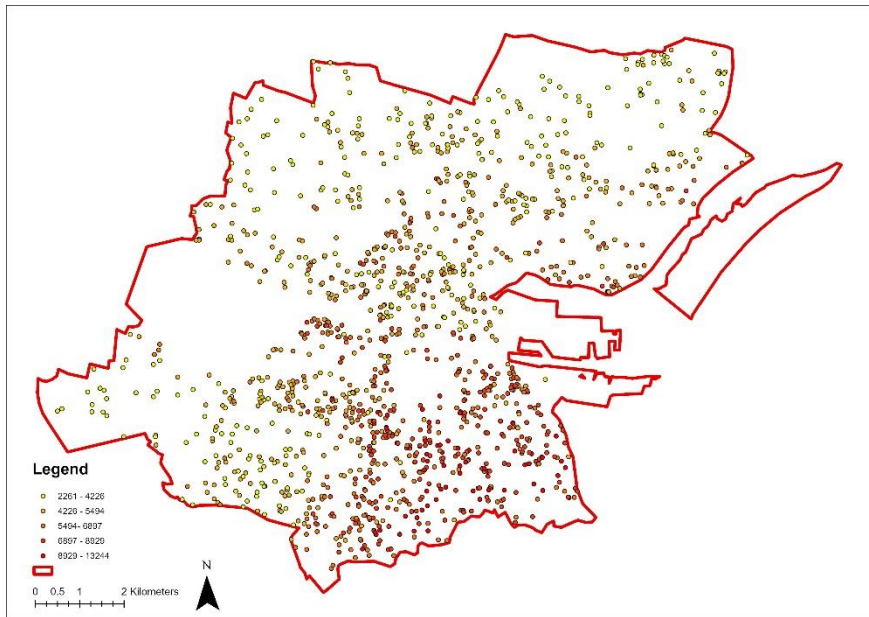 Legend
2261 - 4226
4226 - 5494
5494- 6897
6897 - 8929
8929 - 13244
N
0 0.5 1 2 Kilometers